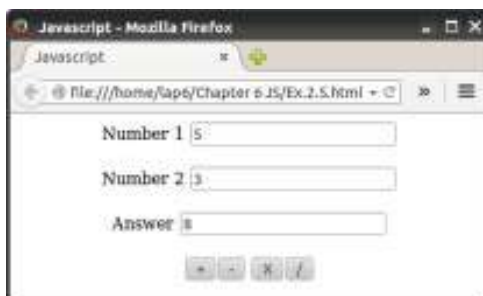 Javascript - Mozilla Firefox
Javascript
file:///home/lap6/Chapter 6 JS/Ex.2.5.html
Number 1 5
Number 2 3
Answer 8
+ - X /